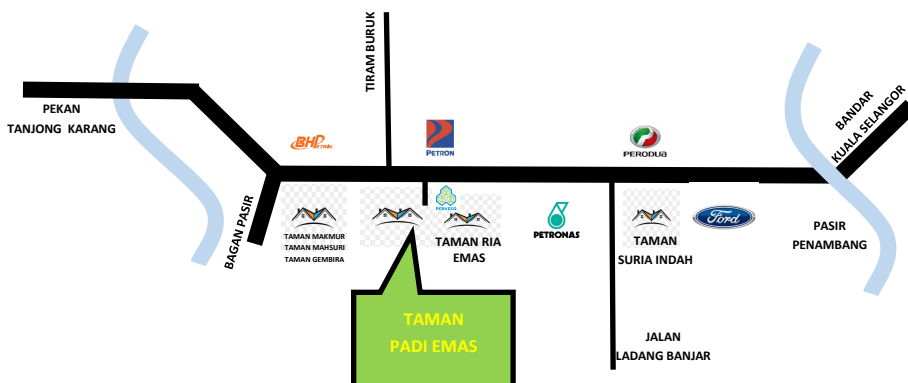 PEKAN
TANJONG KARANG
TIRAM BURUK
BANDAR
KUALA SELANGOR
BHPetrol
PETRON
PERODUA
BAGAN PASIR
TAMAN MAKMUR
TAMAN MAHSURI
TAMAN GEMBIRA
PERKESO
TAMAN RIA
EMAS
PETRONAS
TAMAN
SURIA INDAH
Ford
PASIR
PENAMBANG
TAMAN
PADI EMAS
JALAN
LADANG BANJAR